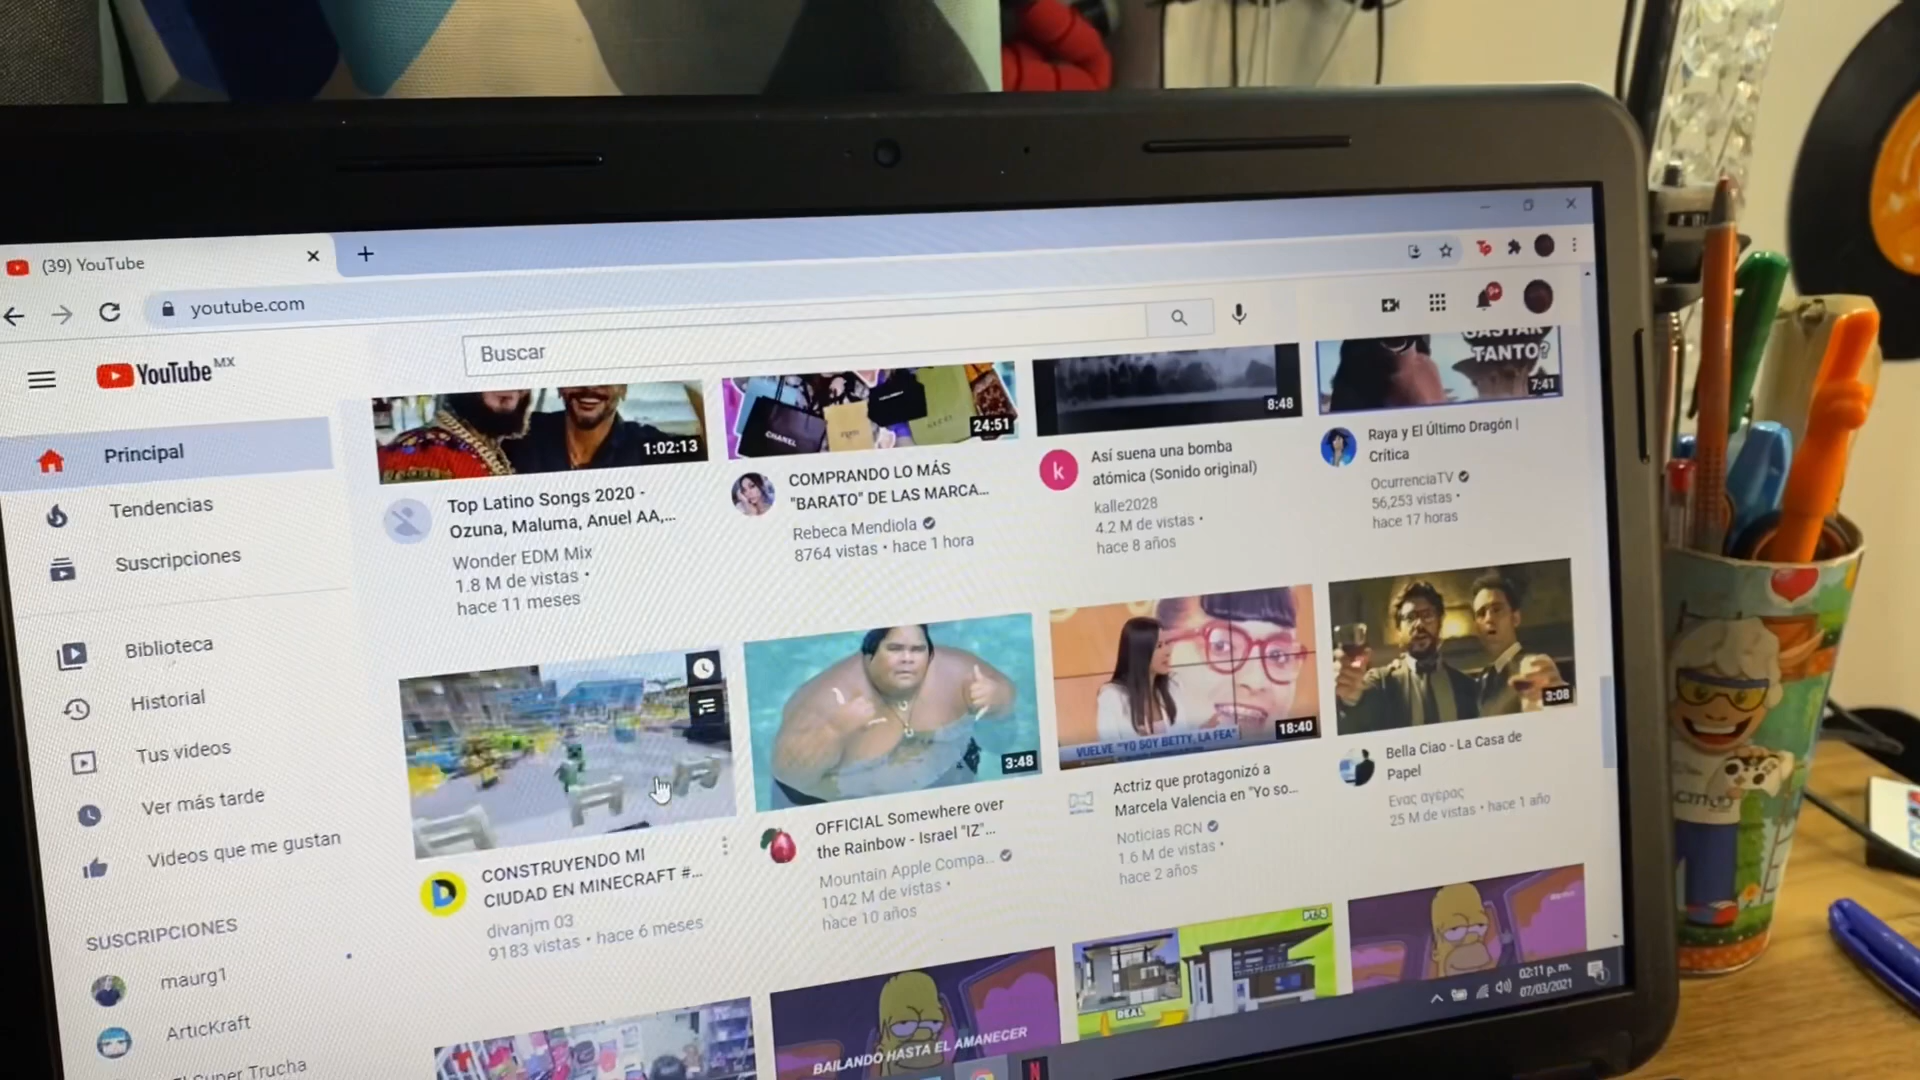 (39) YouTube
youtube.com
YouTube MX
Buscar
9+
Principal
Tendencias
Suscripciones
Biblioteca
Historial
Tus videos
Ver más tarde
Videos que me gustan
SUSCRIPCIONES
maurg1
ArticKraft
Super Trucha
1:02:13
Top Latino Songs 2020 -
Ozuna, Maluma, Anuel AA,...
Wonder EDM Mix
1.8 M de vistas •
hace 11 meses
CHANEL
24:51
COMPRANDO LO MÁS
"BARATO" DE LAS MARCA...
Rebeca Mendiola
8764 vistas • hace 1 hora
8:48
k
Así suena una bomba
atómica (Sonido original)
kalle2028
4.2 M de vistas •
hace 8 años
GASTAR
TANTO?
7:41
Raya y El Último Dragón |
Crítica
OcurrenciaTV
56,253 vistas •
hace 17 horas
D
CONSTRUYENDO MI
CIUDAD EN MINECRAFT #...
divanjm 03
9183 vistas • hace 6 meses
3:48
OFFICIAL Somewhere over
the Rainbow - Israel "IZ"...
Mountain Apple Compa...
1042 M de vistas •
hace 10 años
VUELVE "YO SOY BETTY, LA FEA"
18:40
Actriz que protagonizó a
Marcela Valencia en "Yo so...
Noticias RCN
1.6 M de vistas •
hace 2 años
3:08
Bella Ciao - La Casa de
Papel
Ενας αγέρας
25 M de vistas • hace 1 año
BAILANDO HASTA EL AMANECER
PT-5
DEAL
N
02:11 p. m.
07/03/2021
1